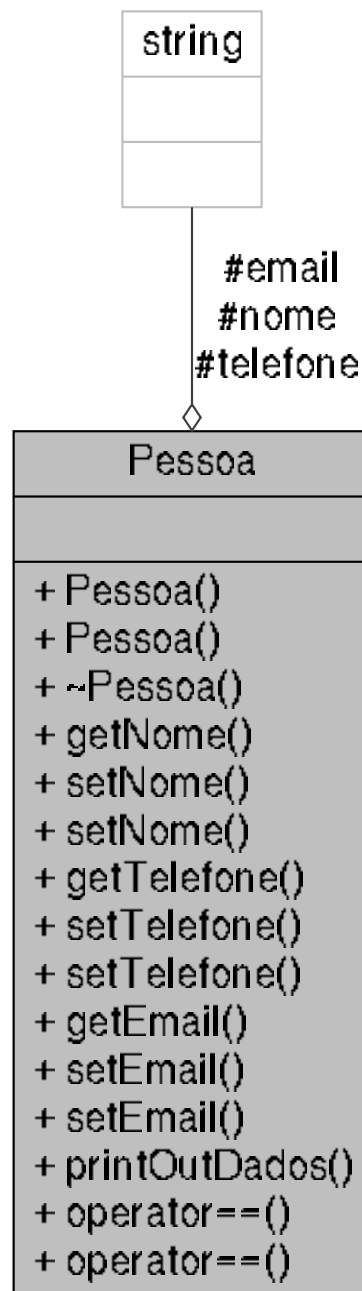 string
#email
#nome
#telefone
Pessoa
+ Pessoa()
+ Pessoa()
+ ~Pessoa()
+ getNome()
+ setNome()
+ setNome()
+ getTelefone()
+ setTelefone()
+ setTelefone()
+ getEmail()
+ setEmail()
+ setEmail()
+ printOutDados()
+ operator==()
+ operator==()